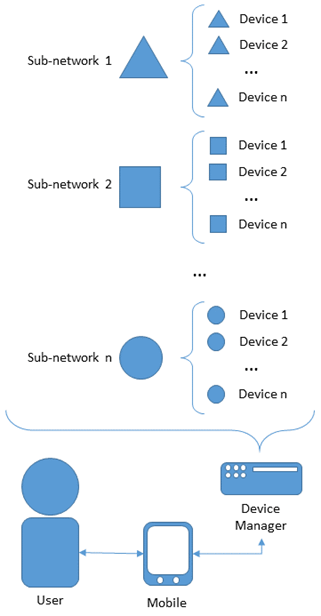 Device 1
Device 2
Sub-network 1
...
Device n
Device 1
Device 2
Sub-network 2
...
Device n
...
Device 1
Device 2
Sub-network n
...
Device n
Device
Manager
User
Mobile